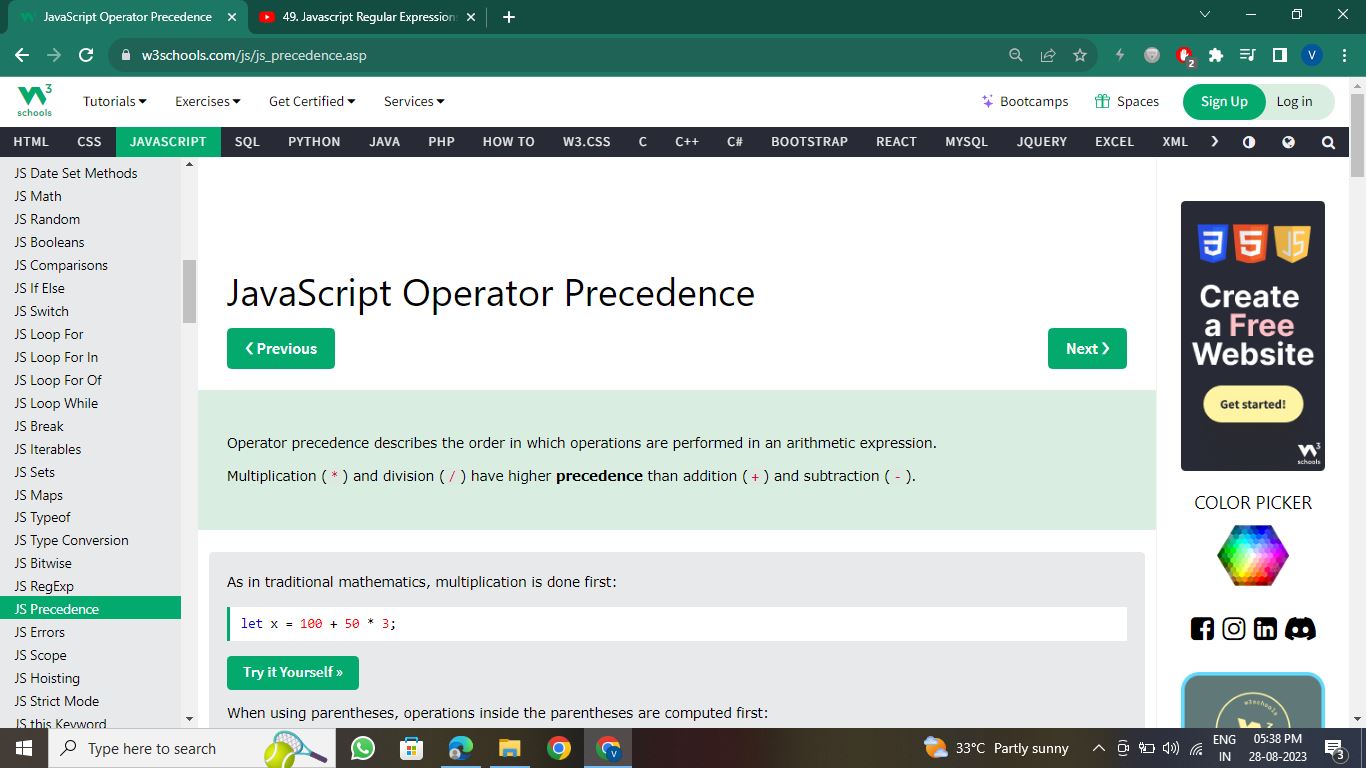 JavaScript Operator Precedence
49. Javascript Regular Expression
w3schools.com/js/js_precedence.asp
2
V
3
schools
Tutorials
Exercises
Get Certified
Services
Bootcamps
Spaces
Sign Up
Log in
HTML CSS JAVASCRIPT SQL PYTHON JAVA PHP HOW TO W3.CSS C C++ C# BOOTSTRAP REACT MYSQL JQUERY EXCEL XML
JS Date Set Methods
JS Math
JS Random
JS Booleans
JS Comparisons
JS If Else
JS Switch
JS Loop For
JS Loop For In
JS Loop For Of
JS Loop While
JS Break
JS Iterables
JS Sets
JS Maps
JS Typeof
JS Type Conversion
JS Bitwise
JS RegExp
JS Precedence
JS Errors
JS Scope
JS Hoisting
JS Strict Mode
JS this Keyword
JavaScript Operator Precedence
❮ Previous
Next ❯
Operator precedence describes the order in which operations are performed in an arithmetic expression.
Multiplication ( * ) and division ( / ) have higher precedence than addition ( + ) and subtraction ( - ).
As in traditional mathematics, multiplication is done first:
let x = 100 + 50 * 3;
Try it Yourself »
When using parentheses, operations inside the parentheses are computed first:
3 5 JS
Create
a Free
Website
Get started!
3
schools
COLOR PICKER
w3schools
Type here to search
V
33°C Partly sunny
ENG
IN
05:38 PM
28-08-2023
3